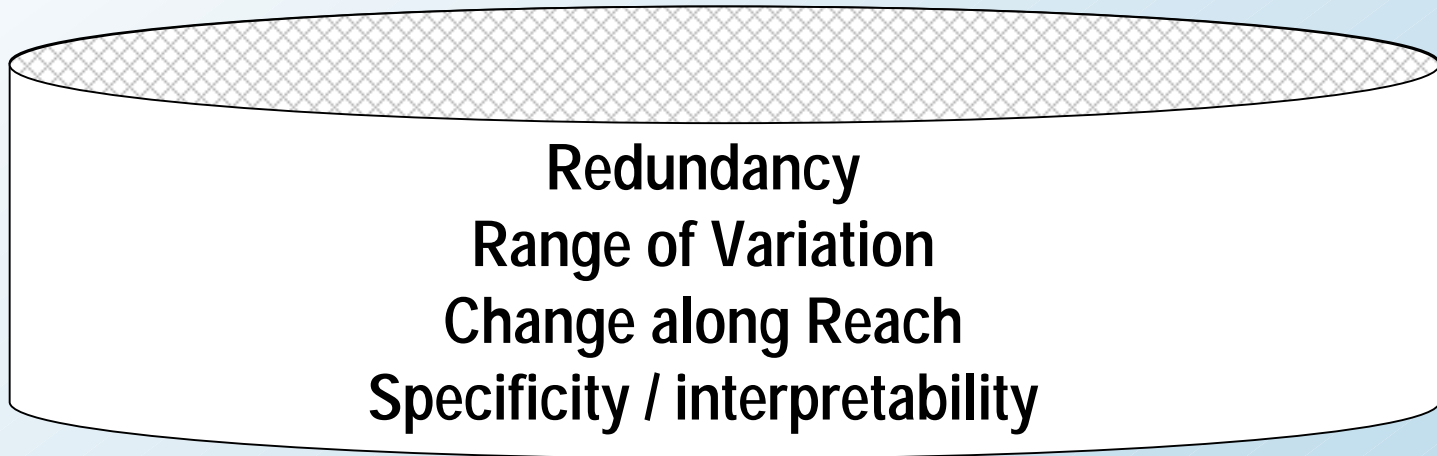 Redundancy
Range of Variation
Change along Reach
Specificity / interpretability